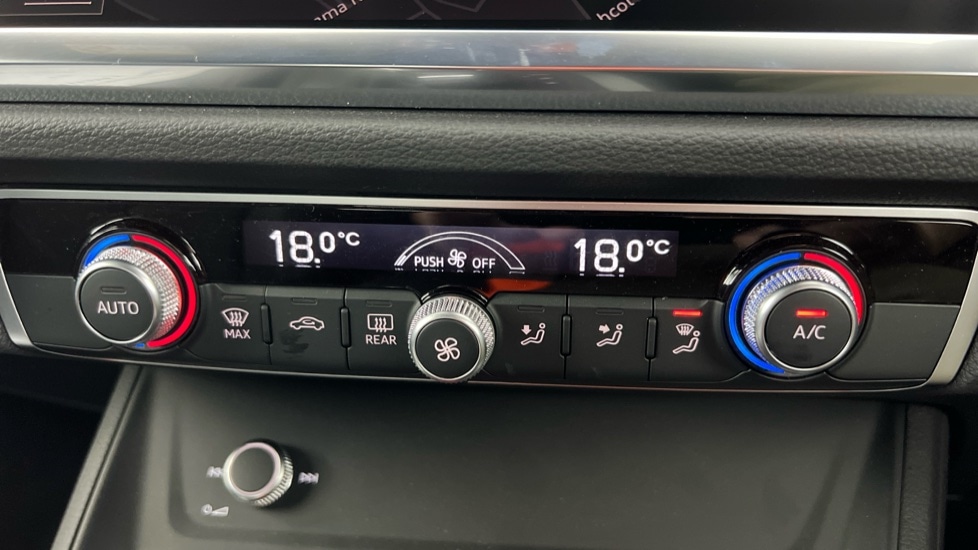 18.0°C PUSH OFF 18.0°C
AUTO MAX REAR A/C